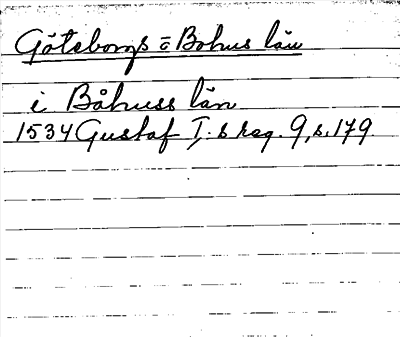 Göteborgs o Bohus län
i Båhuss län
1534 Gustaf I:s reg. 9, s. 179